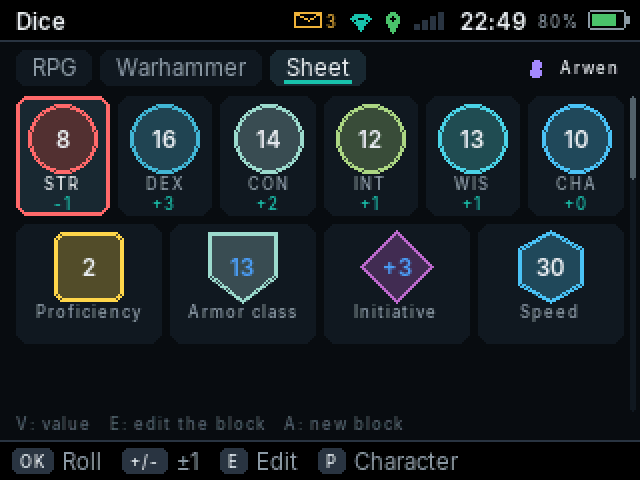 Dice 3 22:49 80%
RPG Warhammer Sheet Arwen
8 16 14 12 13 10
STR DEX CON INT WIS CHA
-1 +3 +2 +1 +1 +0
2 13 +3 30
Proficiency Armor class Initiative Speed
V: value E: edit the block A: new block
OK Roll +/- ±1 E Edit P Character